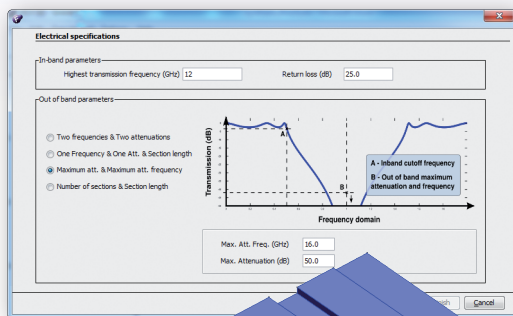 Electrical specifications
In-band parameters
Highest transmission frequency (GHz) 12 Return loss (dB) 25.0
Out of band parameters
Two frequencies & Two attenuations
One Frequency & One Att. & Section length
Maximum att. & Maximum att. frequency
Number of sections & Section length
Transmission (dB)
A
B
A - Inband cutoff frequency
B - Out of band maximum
attenuation and frequency
Frequency domain
Max. Att. Freq. (GHz) 16.0
Max. Attenuation (dB) 50.0
Cancel